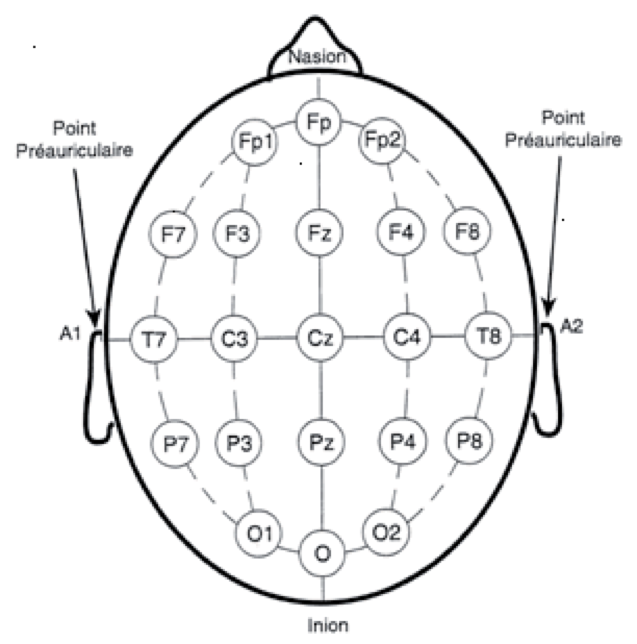 Nasion
Point
Préauriculaire
Point
Préauriculaire
Fp
Fp1
Fp2
F7
F3
Fz
F4
F8
A1
T7
C3
Cz
C4
T8
A2
P7
P3
Pz
P4
P8
O1
O2
O
Inion